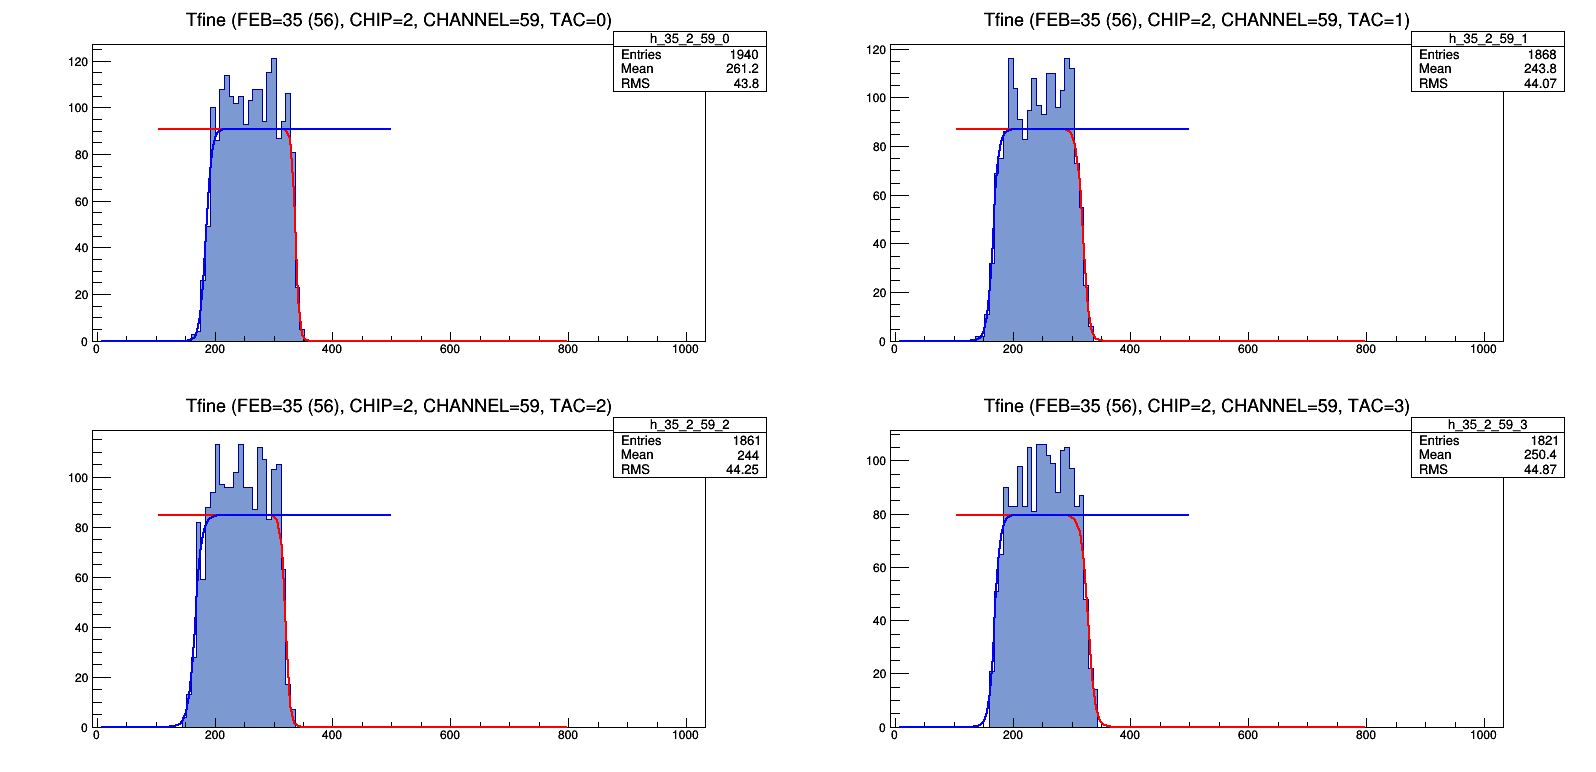 Tfine (FEB=35 (56), CHIP=2, CHANNEL=59, TAC=0)
h_35_2_59_0
Entries 1940
Mean 261.2
RMS 43.8
120
100
80
60
40
20
0
0 200 400 600 800 1000
Tfine (FEB=35 (56), CHIP=2, CHANNEL=59, TAC=1)
h_35_2_59_1
Entries 1868
Mean 243.8
RMS 44.07
120
100
80
60
40
20
0
0 200 400 600 800 1000
Tfine (FEB=35 (56), CHIP=2, CHANNEL=59, TAC=2)
h_35_2_59_2
Entries 1861
Mean 244
RMS 44.25
100
80
60
40
20
0
0 200 400 600 800 1000
Tfine (FEB=35 (56), CHIP=2, CHANNEL=59, TAC=3)
h_35_2_59_3
Entries 1821
Mean 250.4
RMS 44.87
100
80
60
40
20
0
0 200 400 600 800 1000